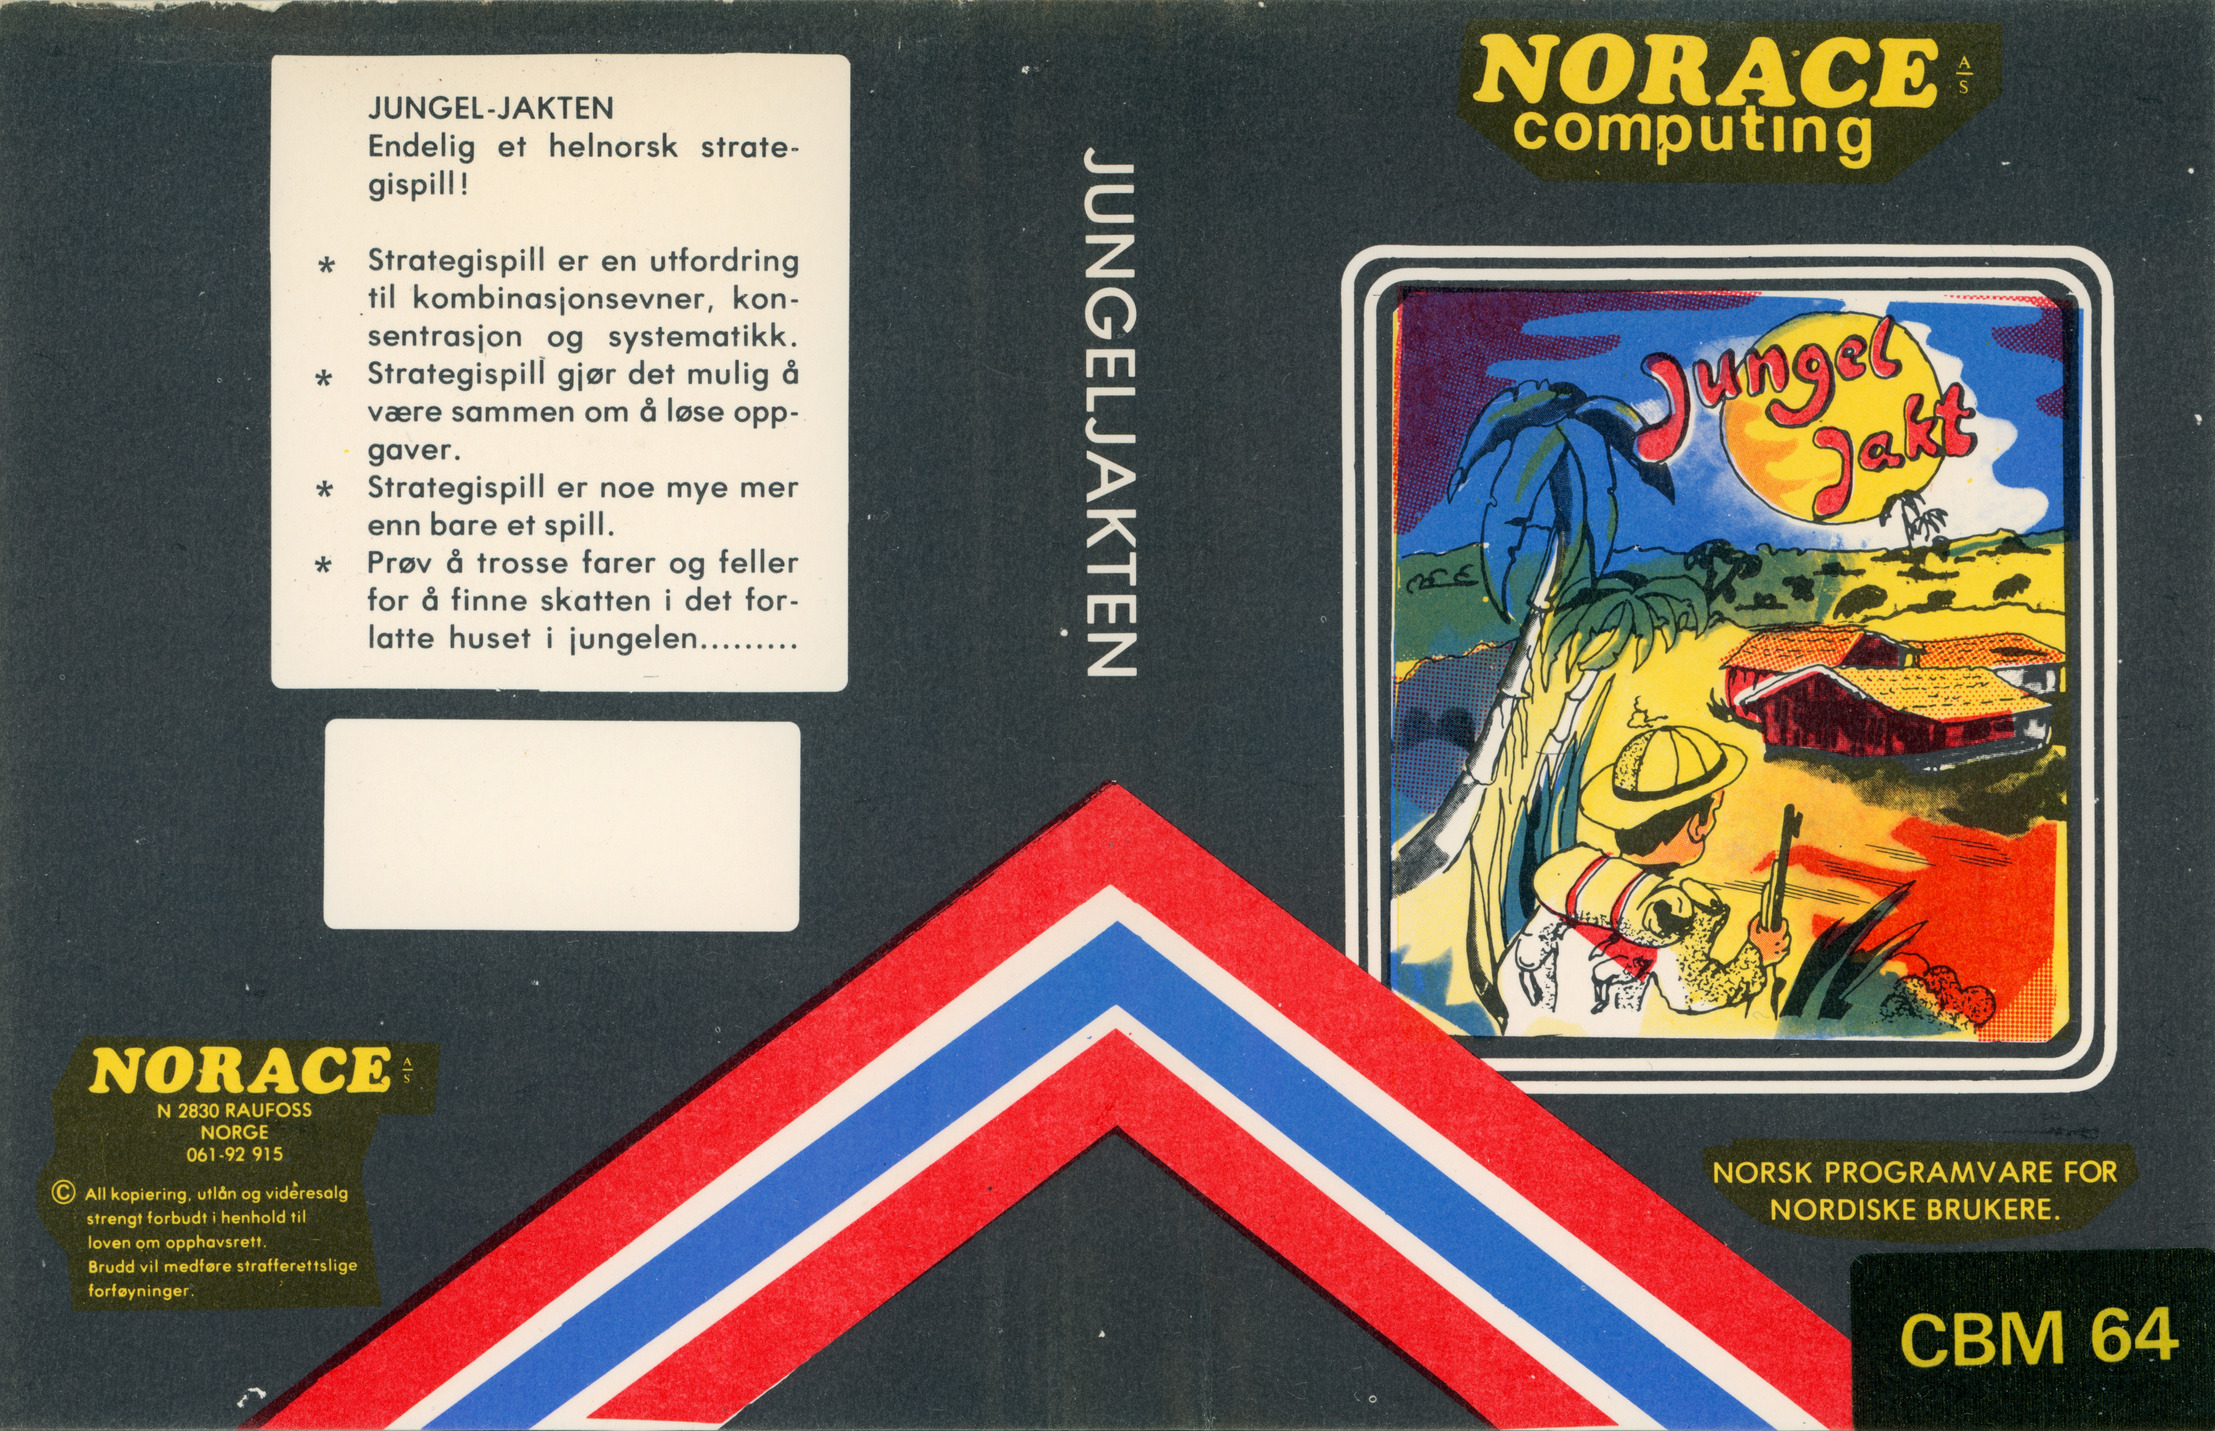 JUNGEL-JAKTEN
Endelig et helnorsk strate-
gispill!
* Strategispill er en utfordring
til kombinasjonsevner, kon-
sentrasjon og systematikk.
* Strategispill gjør det mulig å
være sammen om å løse opp-
gaver.
* Strategispill er noe mye mer
enn bare et spill.
* Prøv å trosse farer og feller
for å finne skatten i det for-
latte huset i jungelen.........
NORACE A/S
N 2830 RAUFOSS
NORGE
061-92 915
© All kopiering, utlån og videresalg
strengt forbudt i henhold til
loven om opphavsrett.
Brudd vil medføre strafferettslige
forføyninger.
JUNGELJAKTEN
NORACE A/S
computing
Jungel
Jakt
NORSK PROGRAMVARE FOR
NORDISKE BRUKERE.
CBM 64